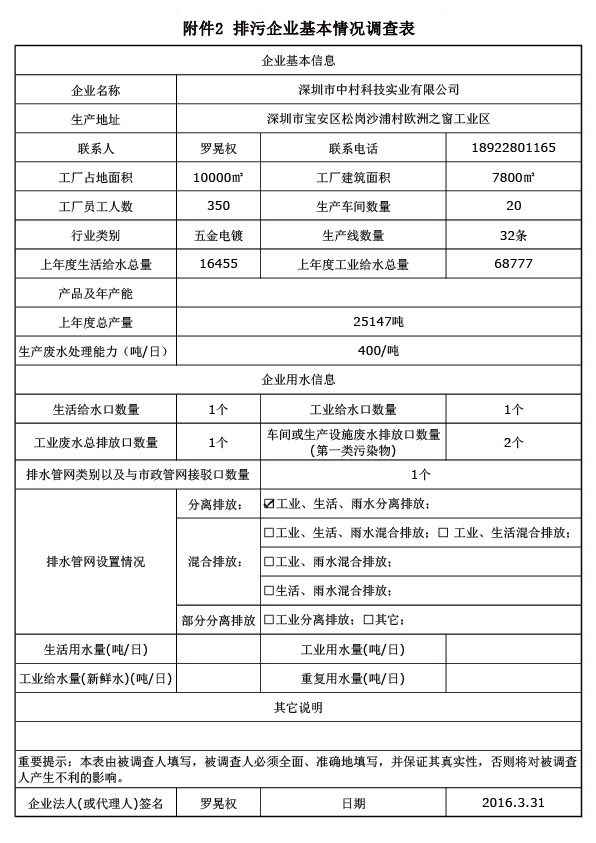 附件2 排污企业基本情况调查表
企业基本信息
企业名称 深圳市中村科技实业有限公司
生产地址 深圳市宝安区松岗沙浦村欧洲之窗工业区
联系人 罗晃权 联系电话 18922801165
工厂占地面积 10000㎡ 工厂建筑面积 7800㎡
工厂员工人数 350 生产车间数量 20
行业类别 五金电镀 生产线数量 32条
上年度生活给水总量 16455 上年度工业给水总量 68777
产品及年产能
上年度总产量 25147吨
生产废水处理能力（吨/日） 400/吨
企业用水信息
生活给水口数量 1个 工业给水口数量 1个
工业废水总排放口数量 1个 车间或生产设施废水排放口数量
(第一类污染物) 2个
排水管网类别以及与市政管网接驳口数量 1个
排水管网设置情况 分离排放： ☑工业、生活、雨水分离排放；
混合排放： □工业、生活、雨水混合排放；□ 工业、生活混合排放；
□工业、雨水混合排放；
□生活、雨水混合排放；
部分分离排放 □工业分离排放；□其它；
生活用水量(吨/日) 工业用水量(吨/日)
工业给水量(新鲜水)(吨/日) 重复用水量(吨/日)
其它说明
重要提示：本表由被调查人填写，被调查人必须全面、准确地填写，并保证其真实性，否则将对被调查
人产生不利的影响。
企业法人(或代理人)签名 罗晃权 日期 2016.3.31